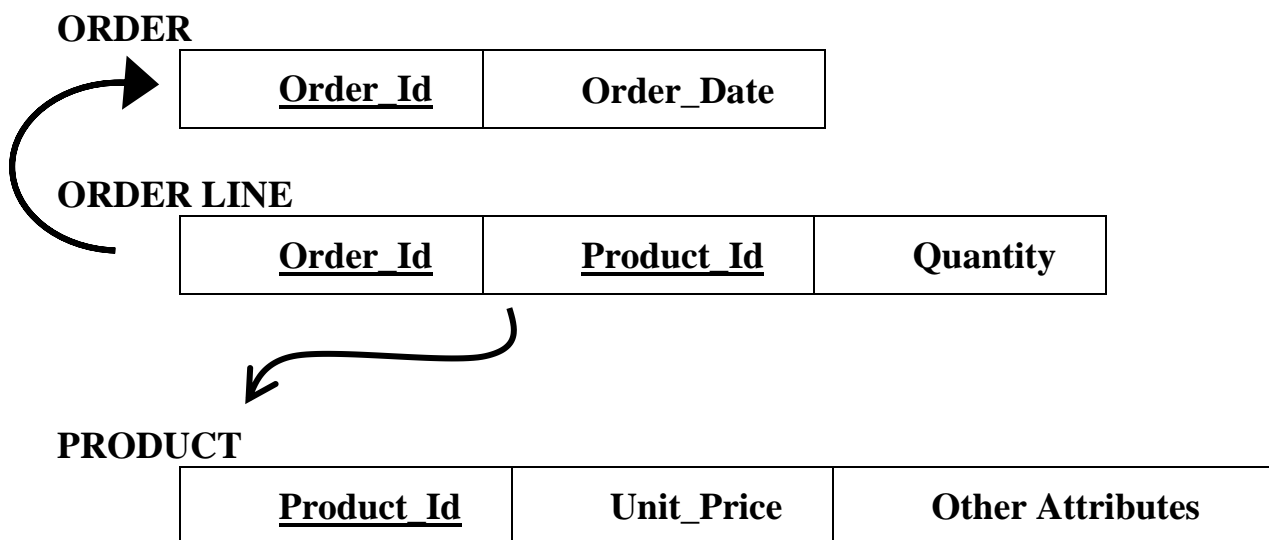 ORDER
Order_Id Order_Date
ORDER LINE
Order_Id Product_Id Quantity
PRODUCT
Product_Id Unit_Price Other Attributes